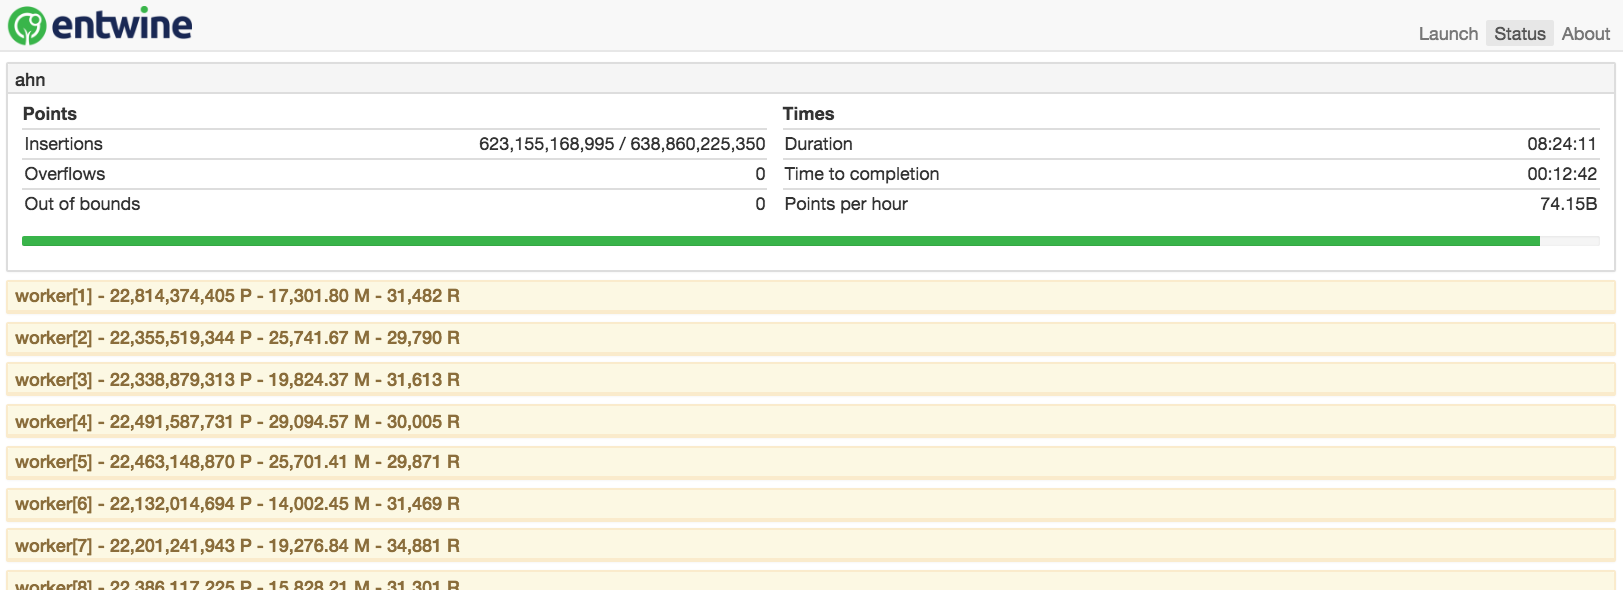 entwine
Launch Status About
ahn
Points
Insertions 623,155,168,995 / 638,860,225,350
Overflows 0
Out of bounds 0
Times
Duration 08:24:11
Time to completion 00:12:42
Points per hour 74.15B
worker[1] - 22,814,374,405 P - 17,301.80 M - 31,482 R
worker[2] - 22,355,519,344 P - 25,741.67 M - 29,790 R
worker[3] - 22,338,879,313 P - 19,824.37 M - 31,613 R
worker[4] - 22,491,587,731 P - 29,094.57 M - 30,005 R
worker[5] - 22,463,148,870 P - 25,701.41 M - 29,871 R
worker[6] - 22,132,014,694 P - 14,002.45 M - 31,469 R
worker[7] - 22,201,241,943 P - 19,276.84 M - 34,881 R
worker[8] - 22,386,117,225 P - 15,828.21 M - 31,301 R